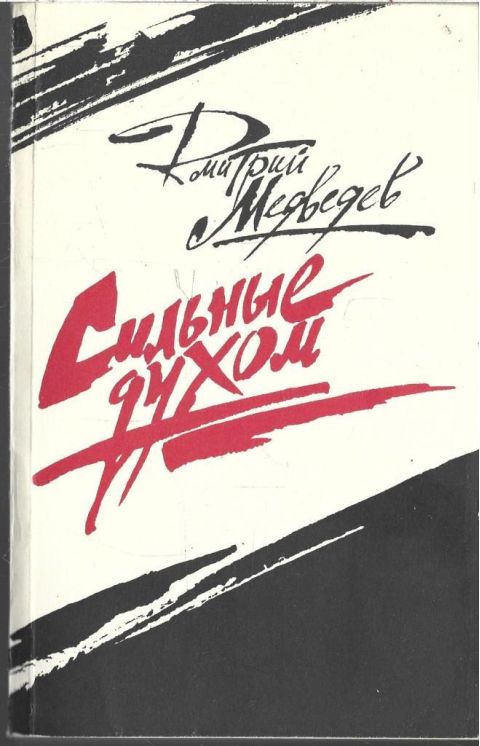 Дмитрий
Медведев
Сильные
духом